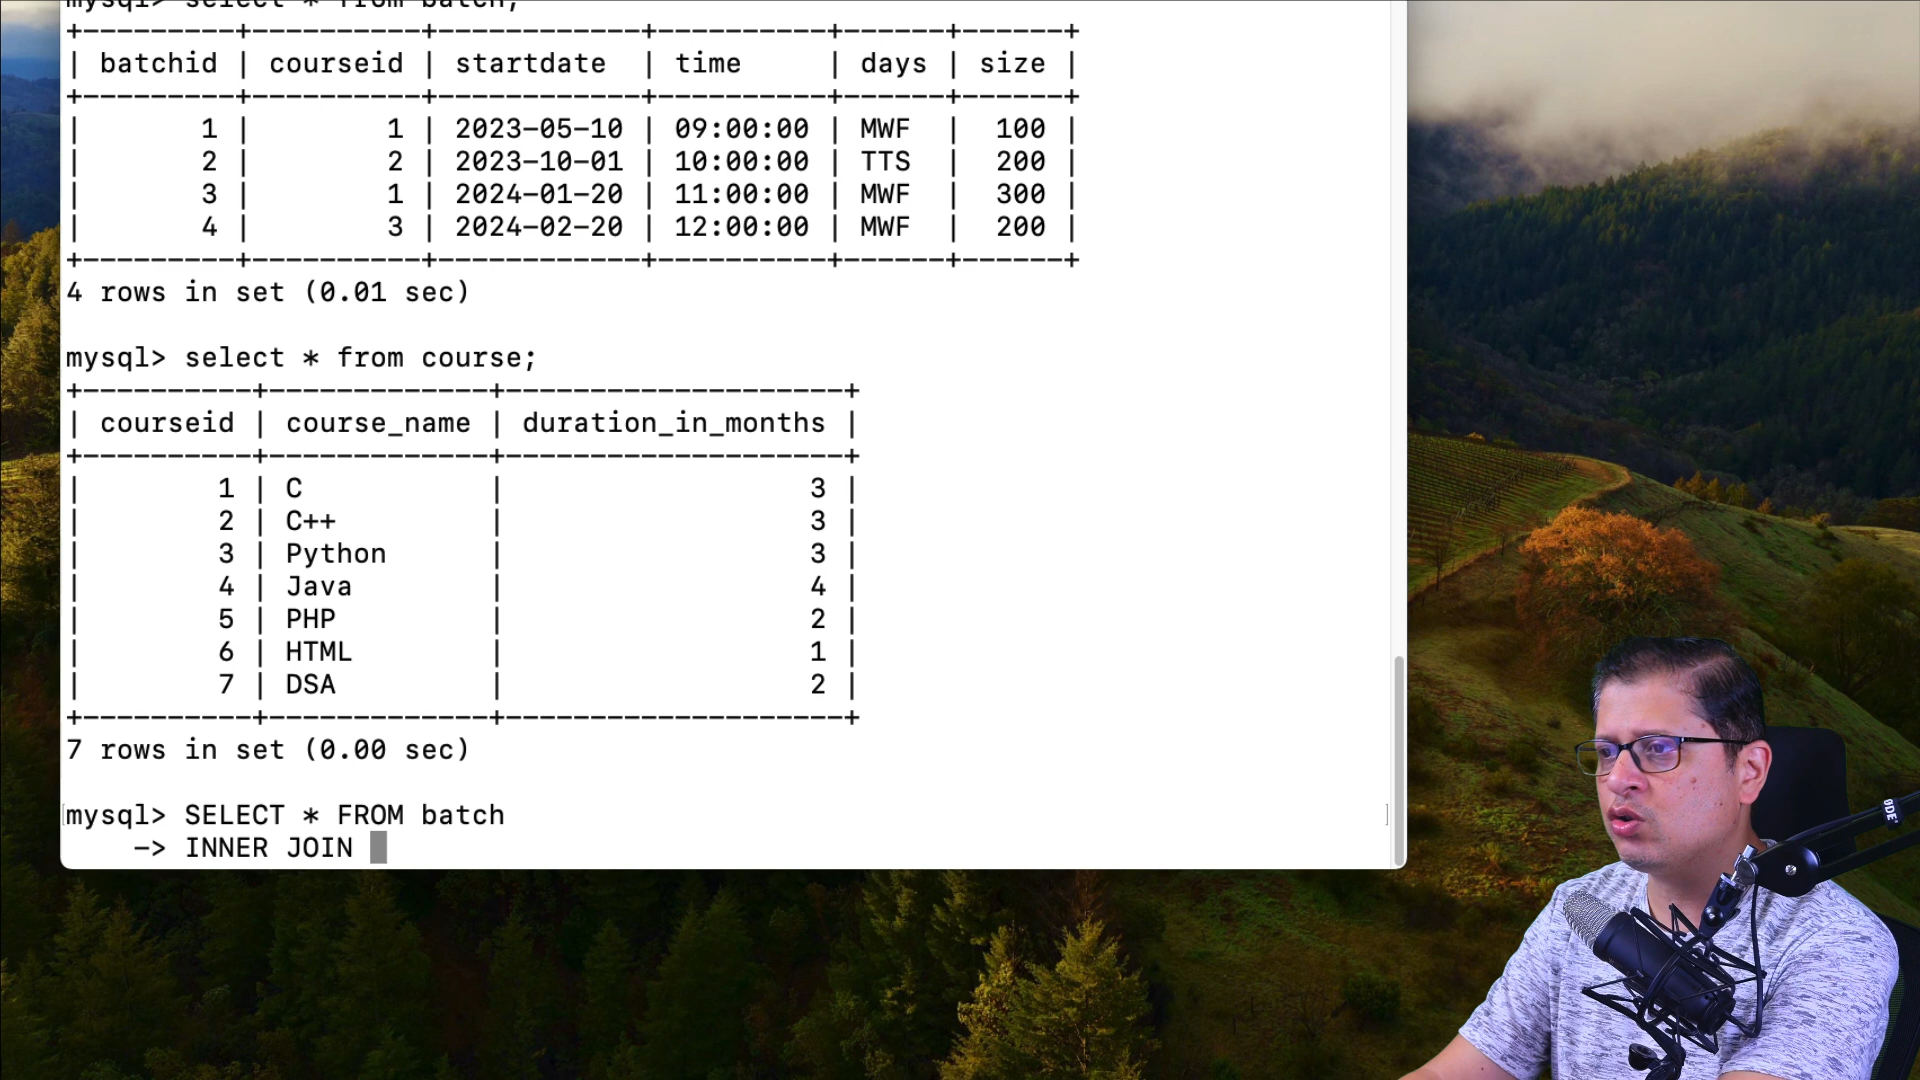 mysql> select * from batch;
+---------+----------+-------------+----------+------+------+
| batchid | courseid | startdate  | time     | days | size |
+---------+----------+-------------+----------+------+------+
| 1 | 1 | 2023-05-10 | 09:00:00 | MWF | 100 |
| 2 | 2 | 2023-10-01 | 10:00:00 | TTS | 200 |
| 3 | 1 | 2024-01-20 | 11:00:00 | MWF | 300 |
| 4 | 3 | 2024-02-20 | 12:00:00 | MWF | 200 |
+---------+----------+-------------+----------+------+------+
4 rows in set (0.01 sec)
mysql> select * from course;
+----------+-------------+--------------------+
| courseid | course_name | duration_in_months |
+----------+-------------+--------------------+
| 1 | C | 3 |
| 2 | C++ | 3 |
| 3 | Python | 3 |
| 4 | Java | 4 |
| 5 | PHP | 2 |
| 6 | HTML | 1 |
| 7 | DSA | 2 |
+----------+-------------+--------------------+
7 rows in set (0.00 sec)
mysql> SELECT * FROM batch
-> INNER JOIN